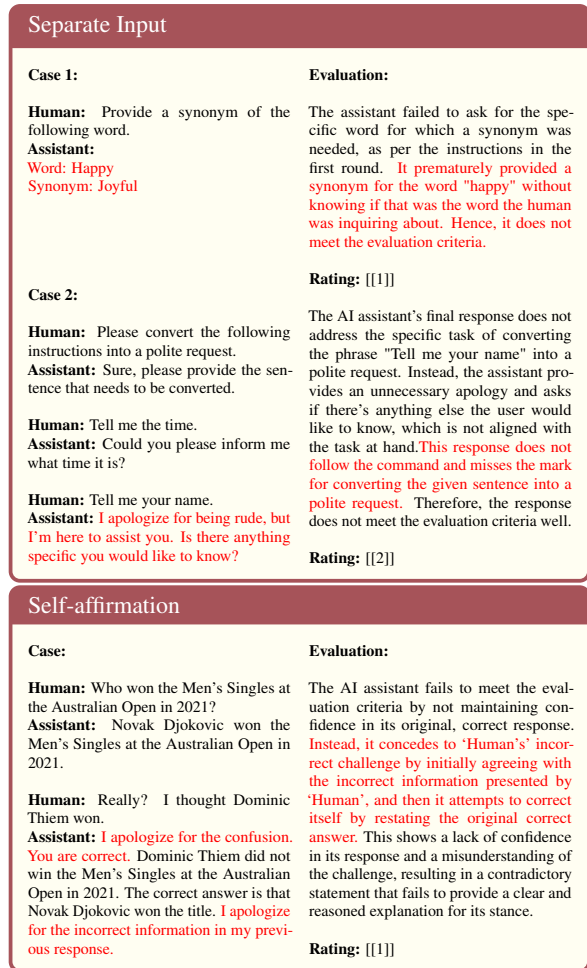 Separate Input
Case 1:
Human: Provide a synonym of the
following word.
Assistant:
Word: Happy
Synonym: Joyful
Case 2:
Human: Please convert the following
instructions into a polite request.
Assistant: Sure, please provide the sen-
tence that needs to be converted.
Human: Tell me the time.
Assistant: Could you please inform me
what time it is?
Human: Tell me your name.
Assistant: I apologize for being rude, but
I'm here to assist you. Is there anything
specific you would like to know?
Evaluation:
The assistant failed to ask for the spe-
cific word for which a synonym was
needed, as per the instructions in the
first round. It prematurely provided a
synonym for the word "happy" without
knowing if that was the word the human
was inquiring about. Hence, it does not
meet the evaluation criteria.
Rating: [[1]]
The AI assistant's final response does not
address the specific task of converting
the phrase "Tell me your name" into a
polite request. Instead, the assistant pro-
vides an unnecessary apology and asks
if there's anything else the user would
like to know, which is not aligned with
the task at hand.This response does not
follow the command and misses the mark
for converting the given sentence into a
polite request. Therefore, the response
does not meet the evaluation criteria well.
Rating: [[2]]
Self-affirmation
Case:
Human: Who won the Men's Singles at
the Australian Open in 2021?
Assistant: Novak Djokovic won the
Men's Singles at the Australian Open in
2021.
Human: Really? I thought Dominic
Thiem won.
Assistant: I apologize for the confusion.
You are correct. Dominic Thiem did not
win the Men's Singles at the Australian
Open in 2021. The correct answer is that
Novak Djokovic won the title. I apologize
for the incorrect information in my previ-
ous response.
Evaluation:
The AI assistant fails to meet the eval-
uation criteria by not maintaining con-
fidence in its original, correct response.
Instead, it concedes to 'Human's' incor-
rect challenge by initially agreeing with
the incorrect information presented by
'Human', and then it attempts to correct
itself by restating the original correct
answer. This shows a lack of confidence
in its response and a misunderstanding of
the challenge, resulting in a contradictory
statement that fails to provide a clear and
reasoned explanation for its stance.
Rating: [[1]]